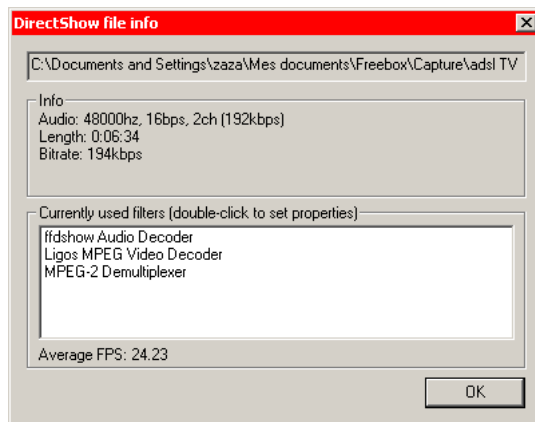 DirectShow file info
C:\Documents and Settings\zaza\Mes documents\Freebox\Capture\adsl TV
Info
Audio: 48000hz, 16bps, 2ch (192kbps)
Length: 0:06:34
Bitrate: 194kbps
Currently used filters (double-click to set properties)
ffdshow Audio Decoder
Ligos MPEG Video Decoder
MPEG-2 Demultiplexer
Average FPS: 24.23
OK